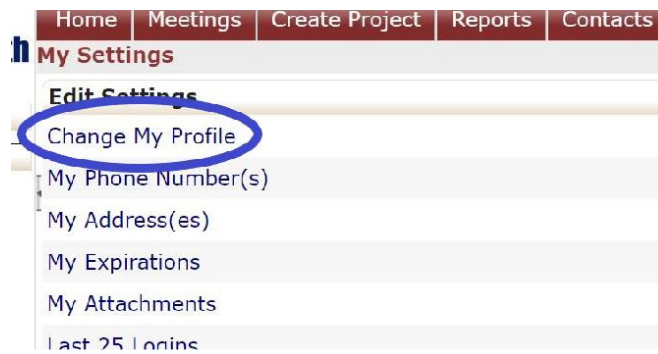 Home Meetings Create Project Reports Contacts
h
My Settings
Edit Settings
Change My Profile
My Phone Number(s)
My Address(es)
My Expirations
My Attachments
Last 25 Logins